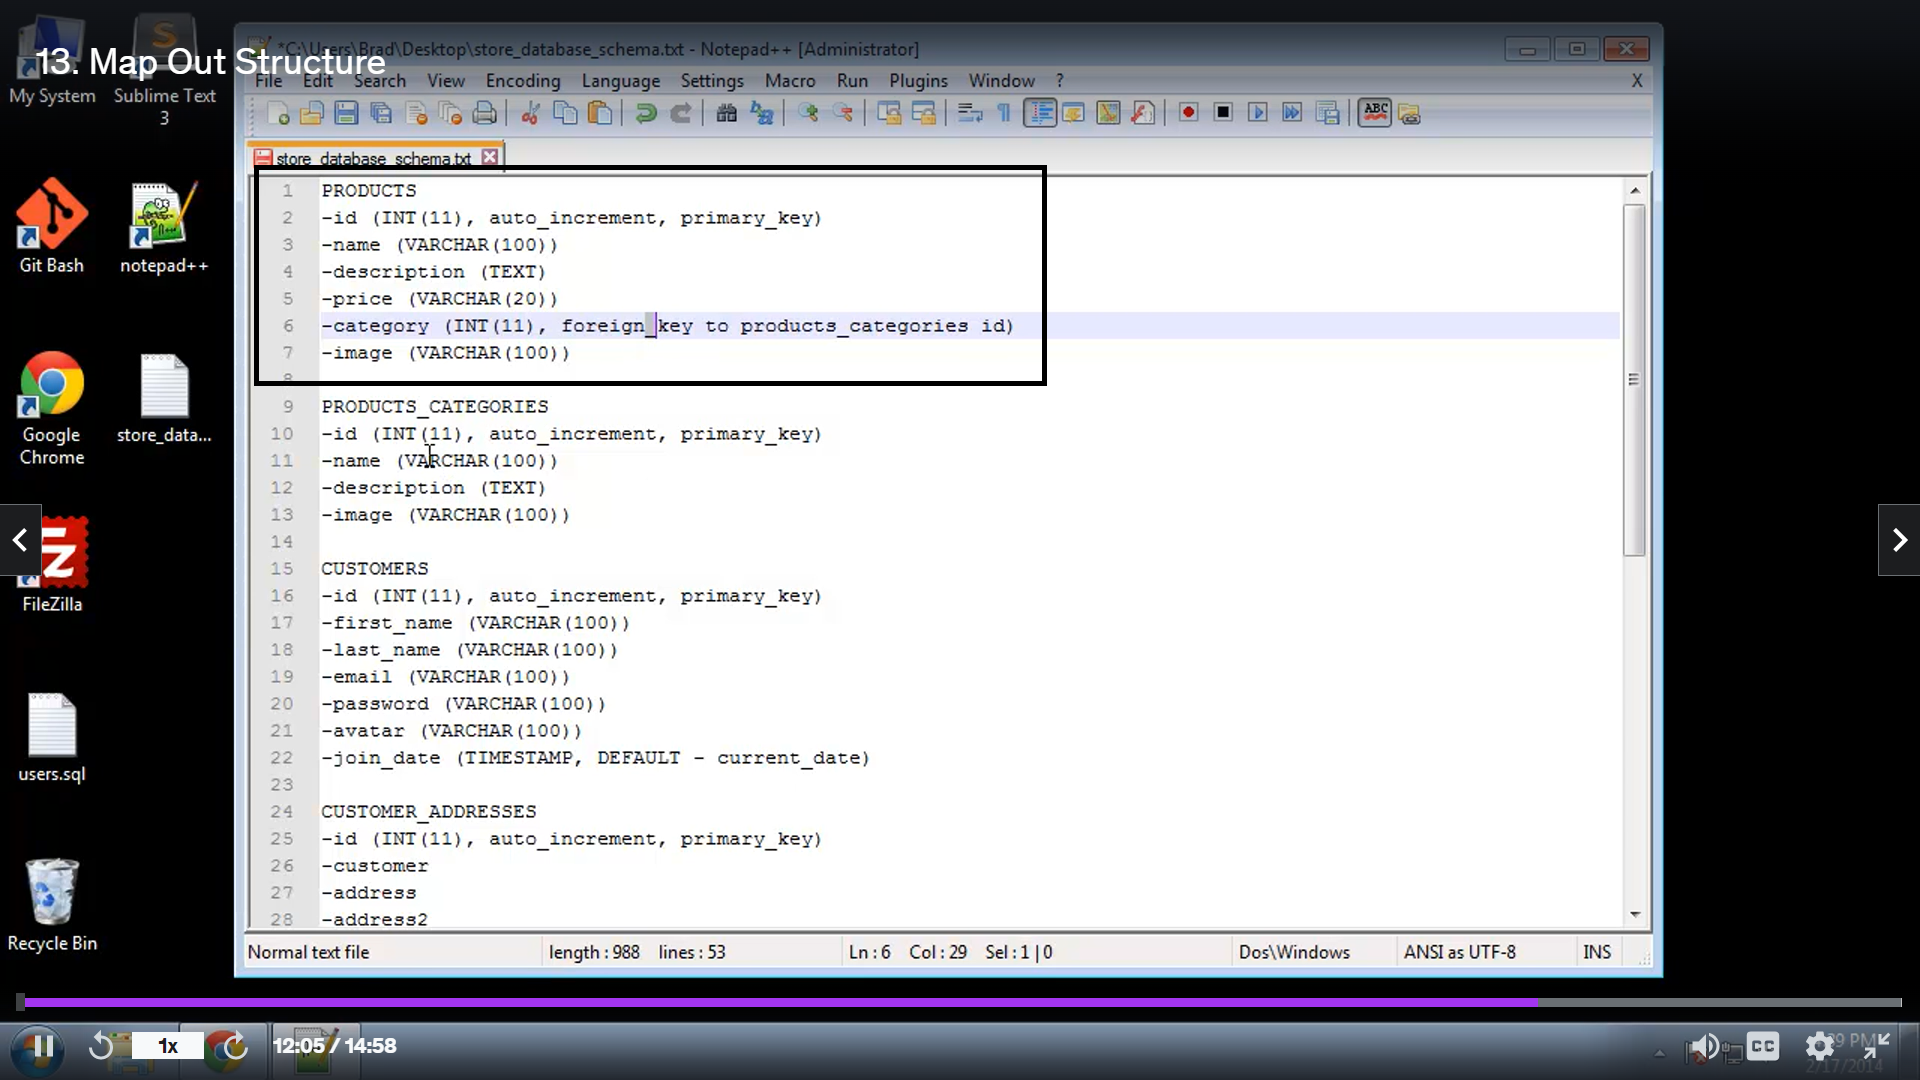 13. Map Out Structure
*C:\Users\Brad\Desktop\store_database_schema.txt - Notepad++ [Administrator]
File Edit Search View Encoding Language Settings Macro Run Plugins Window ? X
store_database_schema.txt
1 PRODUCTS
2 -id (INT(11), auto_increment, primary_key)
3 -name (VARCHAR(100))
4 -description (TEXT)
5 -price (VARCHAR(20))
6 -category (INT(11), foreign_key to products_categories id)
7 -image (VARCHAR(100))
8
9 PRODUCTS_CATEGORIES
10 -id (INT(11), auto_increment, primary_key)
11 -name (VARCHAR(100))
12 -description (TEXT)
13 -image (VARCHAR(100))
14
15 CUSTOMERS
16 -id (INT(11), auto_increment, primary_key)
17 -first_name (VARCHAR(100))
18 -last_name (VARCHAR(100))
19 -email (VARCHAR(100))
20 -password (VARCHAR(100))
21 -avatar (VARCHAR(100))
22 -join_date (TIMESTAMP, DEFAULT - current_date)
23
24 CUSTOMER_ADDRESSES
25 -id (INT(11), auto_increment, primary_key)
26 -customer
27 -address
28 -address2
Normal text file length : 988 lines : 53 Ln : 6 Col : 29 Sel : 1 | 0 Dos\Windows ANSI as UTF-8 INS
My System
Sublime Text
3
Git Bash
notepad++
Google
Chrome
store_data...
FileZilla
users.sql
Recycle Bin
ABC
1x
12:05 / 14:58
CC
2/17/2014